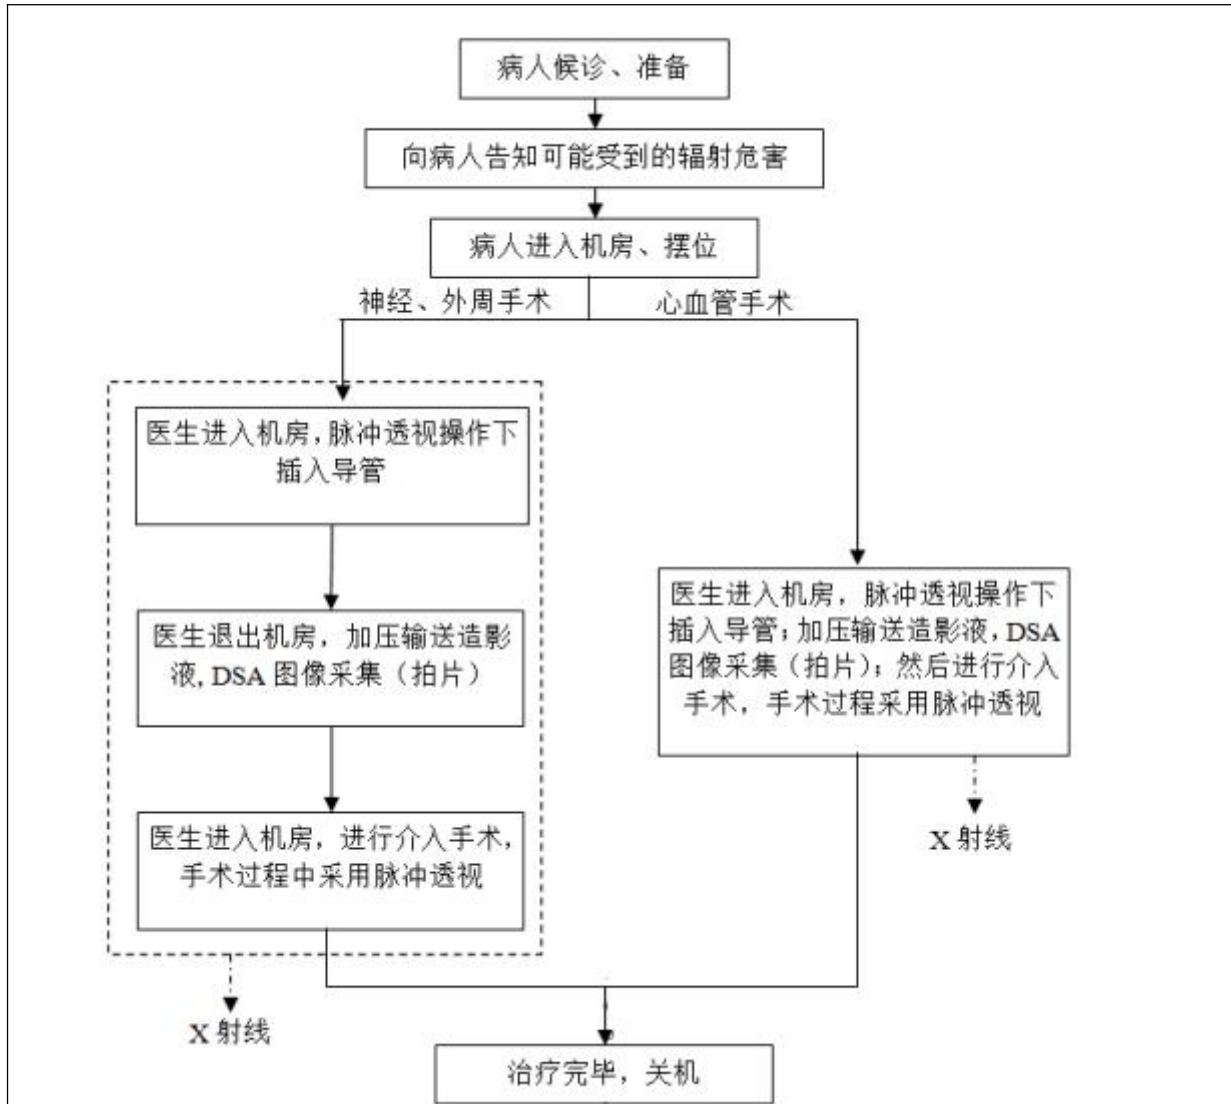 病人候诊、准备
向病人告知可能受到的辐射危害
病人进入机房、摆位
神经、外周手术
心血管手术
医生进入机房,脉冲透视操作下
插入导管
医生退出机房,加压输送造影
液, DSA 图像采集(拍片)
医生进入机房,进行介入手术,
手术过程中采用脉冲透视
X 射线
医生进入机房,脉冲透视操作下
插入导管;加压输送造影液, DSA
图像采集(拍片);然后进行介入
手术,手术过程采用脉冲透视
X 射线
治疗完毕,关机